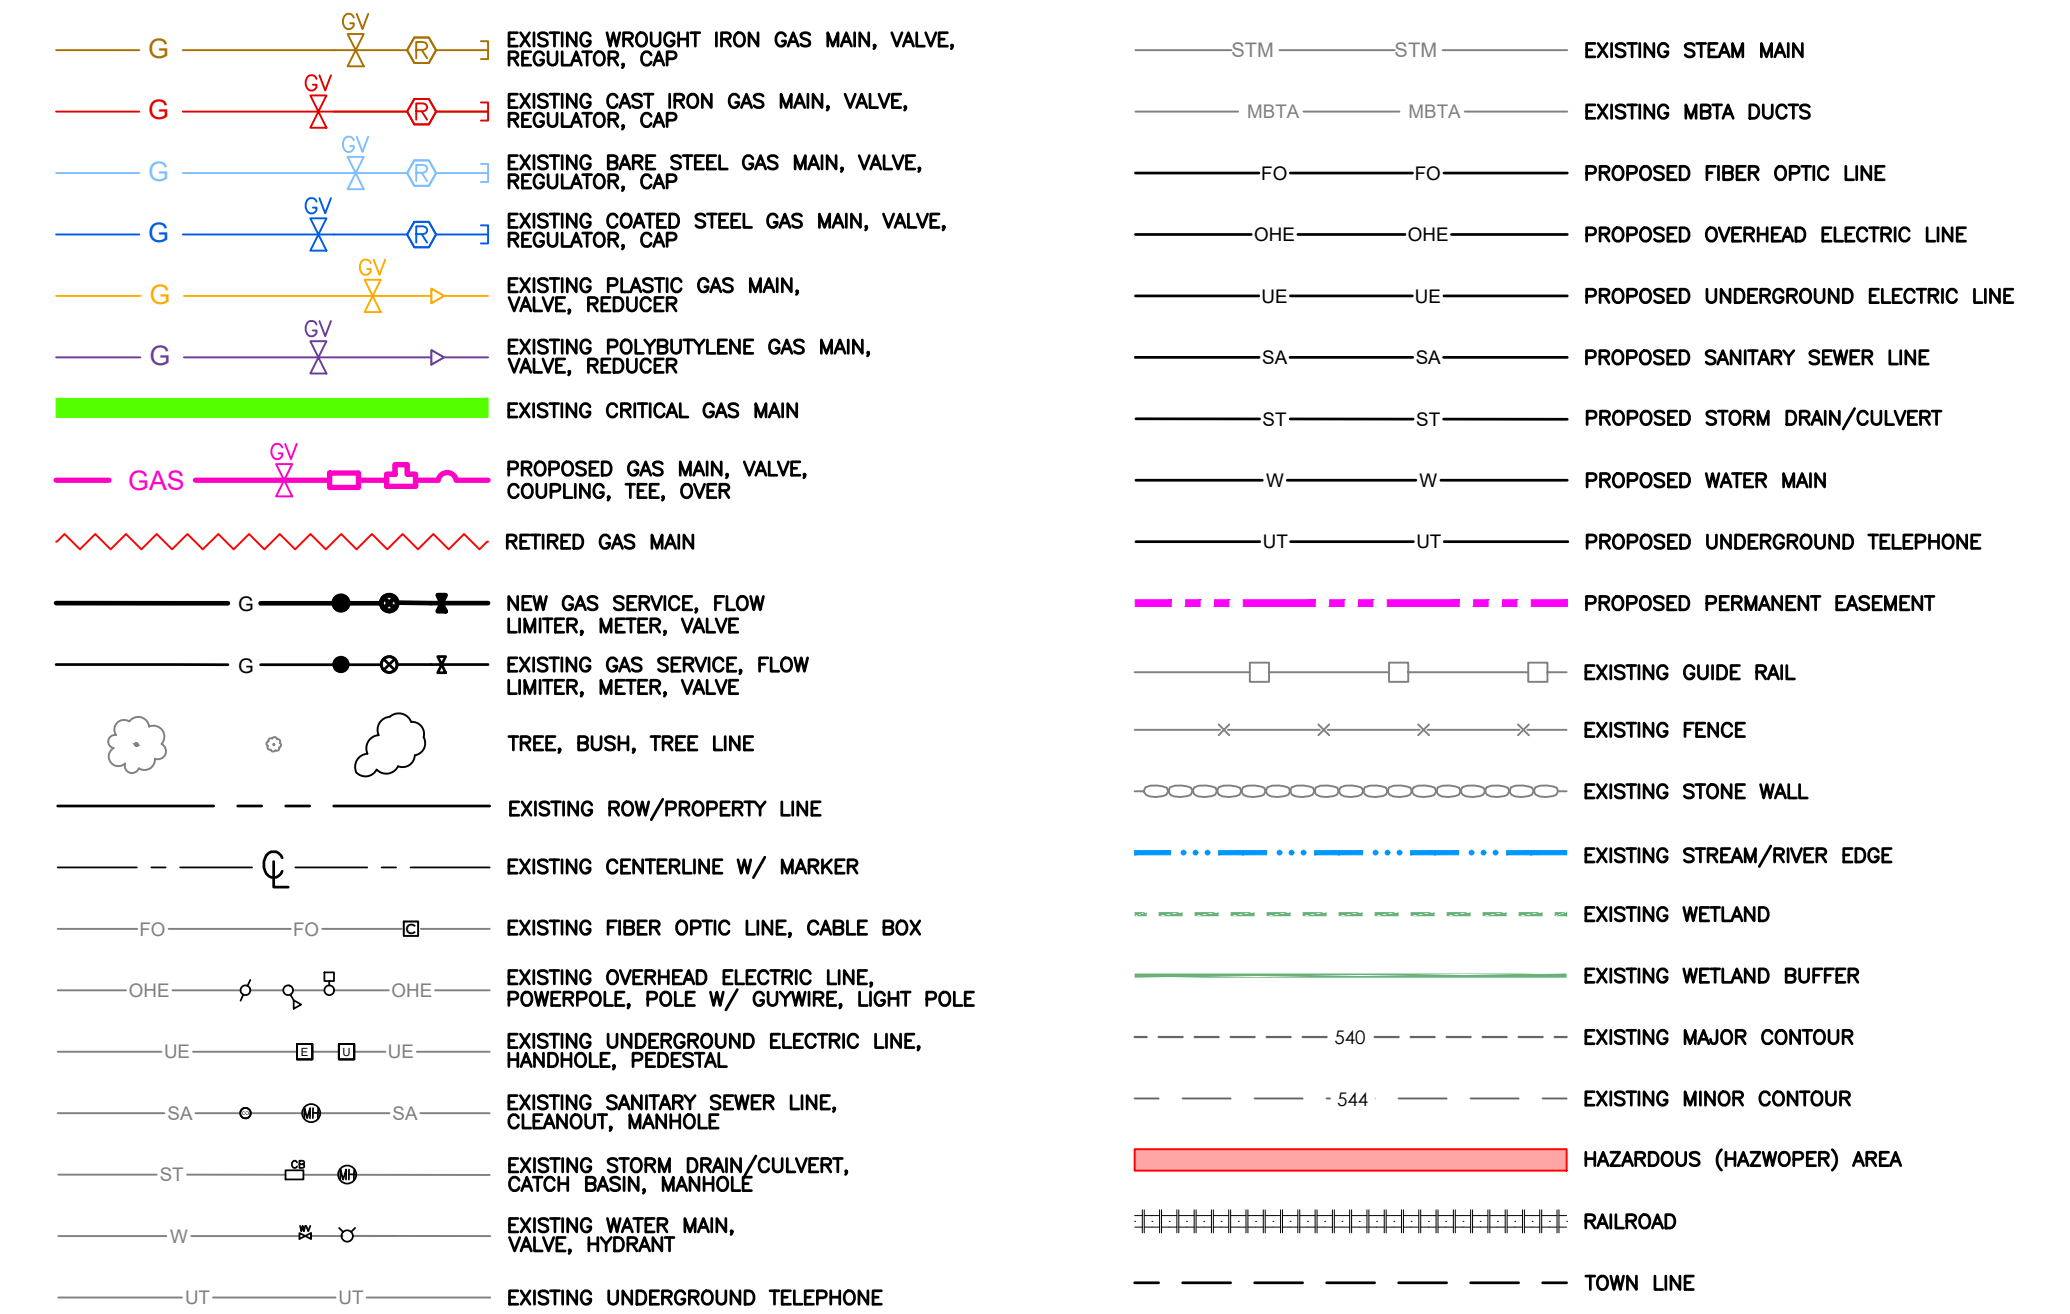 GV
G R EXISTING WROUGHT IRON GAS MAIN, VALVE,
REGULATOR, CAP
GV
G R EXISTING CAST IRON GAS MAIN, VALVE,
REGULATOR, CAP
GV
G R EXISTING BARE STEEL GAS MAIN, VALVE,
REGULATOR, CAP
GV
G R EXISTING COATED STEEL GAS MAIN, VALVE,
REGULATOR, CAP
GV
G EXISTING PLASTIC GAS MAIN,
VALVE, REDUCER
GV
G EXISTING POLYBUTYLENE GAS MAIN,
VALVE, REDUCER
EXISTING CRITICAL GAS MAIN
GV
GAS PROPOSED GAS MAIN, VALVE,
COUPLING, TEE, OVER
RETIRED GAS MAIN
G NEW GAS SERVICE, FLOW
LIMITER, METER, VALVE
G EXISTING GAS SERVICE, FLOW
LIMITER, METER, VALVE
TREE, BUSH, TREE LINE
EXISTING ROW/PROPERTY LINE
CL EXISTING CENTERLINE W/ MARKER
FO FO C EXISTING FIBER OPTIC LINE, CABLE BOX
OHE OHE EXISTING OVERHEAD ELECTRIC LINE,
POWERPOLE, POLE W/ GUYWIRE, LIGHT POLE
UE E U UE EXISTING UNDERGROUND ELECTRIC LINE,
HANDHOLE, PEDESTAL
SA MH SA EXISTING SANITARY SEWER LINE,
CLEANOUT, MANHOLE
ST CB MH EXISTING STORM DRAIN/CULVERT,
CATCH BASIN, MANHOLE
W WV EXISTING WATER MAIN,
VALVE, HYDRANT
UT UT EXISTING UNDERGROUND TELEPHONE
STM STM EXISTING STEAM MAIN
MBTA MBTA EXISTING MBTA DUCTS
FO FO PROPOSED FIBER OPTIC LINE
OHE OHE PROPOSED OVERHEAD ELECTRIC LINE
UE UE PROPOSED UNDERGROUND ELECTRIC LINE
SA SA PROPOSED SANITARY SEWER LINE
ST ST PROPOSED STORM DRAIN/CULVERT
W W PROPOSED WATER MAIN
UT UT PROPOSED UNDERGROUND TELEPHONE
PROPOSED PERMANENT EASEMENT
EXISTING GUIDE RAIL
EXISTING FENCE
EXISTING STONE WALL
EXISTING STREAM/RIVER EDGE
EXISTING WETLAND
EXISTING WETLAND BUFFER
540 EXISTING MAJOR CONTOUR
544 EXISTING MINOR CONTOUR
HAZARDOUS (HAZWOPER) AREA
RAILROAD
TOWN LINE